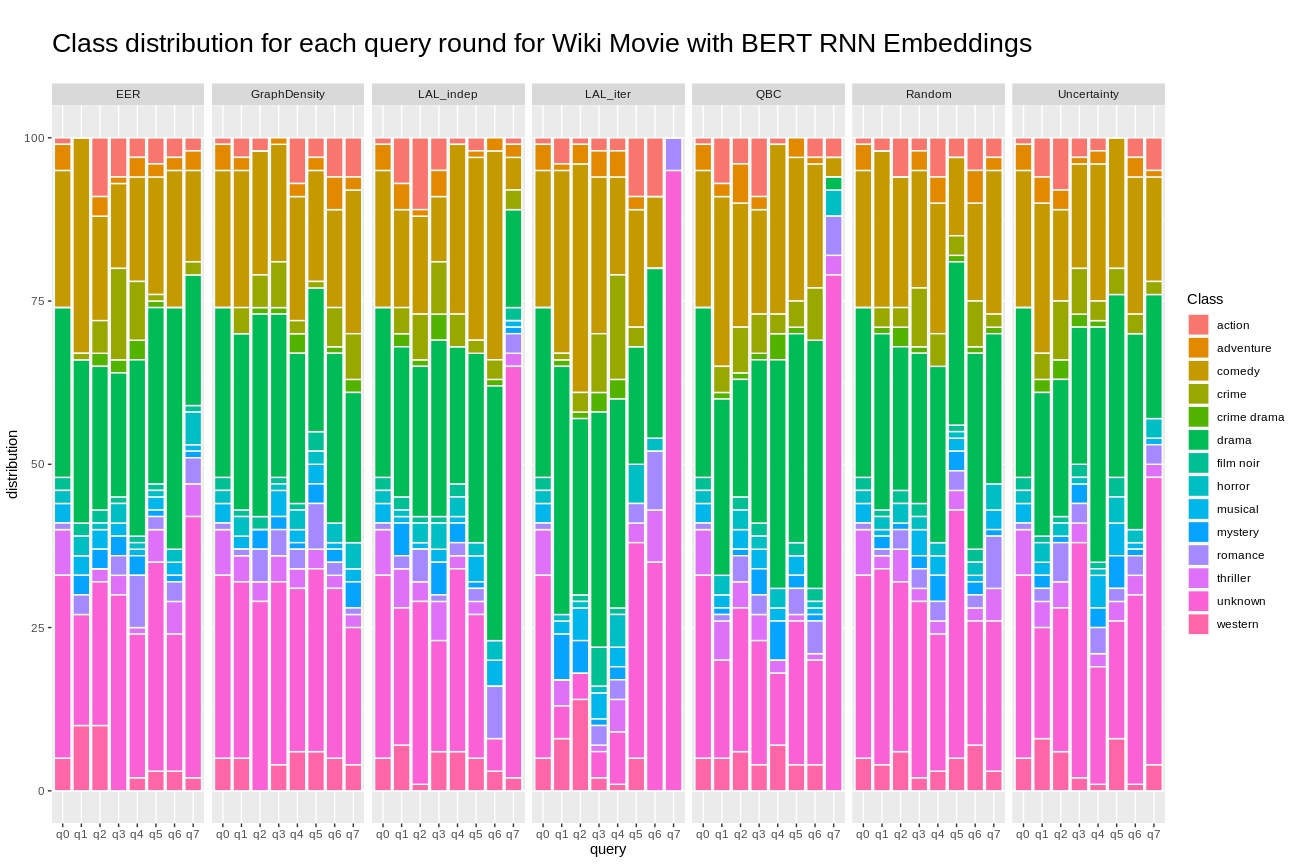 Class distribution for each query round for Wiki Movie with BERT RNN Embeddings
EER GraphDensity LAL_indep LAL_iter QBC Random Uncertainty
100
75
50
25
0
distribution
q0 q1 q2 q3 q4 q5 q6 q7 q0 q1 q2 q3 q4 q5 q6 q7 q0 q1 q2 q3 q4 q5 q6 q7 q0 q1 q2 q3 q4 q5 q6 q7 q0 q1 q2 q3 q4 q5 q6 q7 q0 q1 q2 q3 q4 q5 q6 q7 q0 q1 q2 q3 q4 q5 q6 q7
query
Class
action
adventure
comedy
crime
crime drama
drama
film noir
horror
musical
mystery
romance
thriller
unknown
western